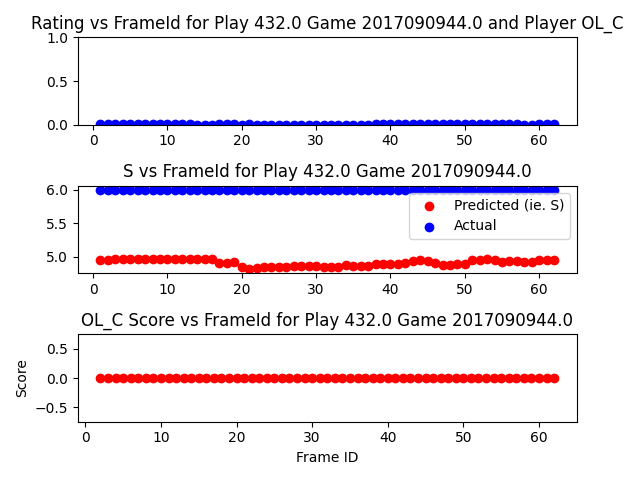 Rating vs FrameId for Play 432.0 Game 2017090944.0 and Player OL_C
1.0
0.5
0.0
0 10 20 30 40 50 60
S vs FrameId for Play 432.0 Game 2017090944.0
6.0
5.5
5.0
Predicted (ie. S)
Actual
0 10 20 30 40 50 60
OL_C Score vs FrameId for Play 432.0 Game 2017090944.0
Score
0.5
0.0
−0.5
0 10 20 30 40 50 60
Frame ID